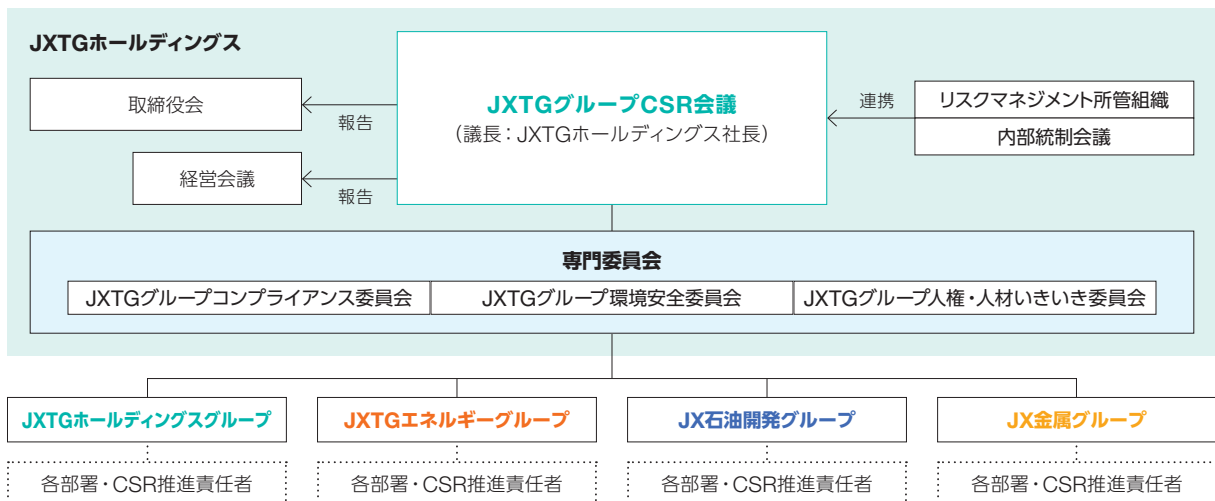 JXTGホールディングス
取締役会
報告
経営会議
報告
JXTGグループCSR会議
（議長：JXTGホールディングス社長）
連携
リスクマネジメント所管組織
内部統制会議
専門委員会
JXTGグループコンプライアンス委員会
JXTGグループ環境安全委員会
JXTGグループ人権・人材いきいき委員会
JXTGホールディングスグループ
JXTGエネルギーグループ
JX石油開発グループ
JX金属グループ
各部署・CSR推進責任者
各部署・CSR推進責任者
各部署・CSR推進責任者
各部署・CSR推進責任者